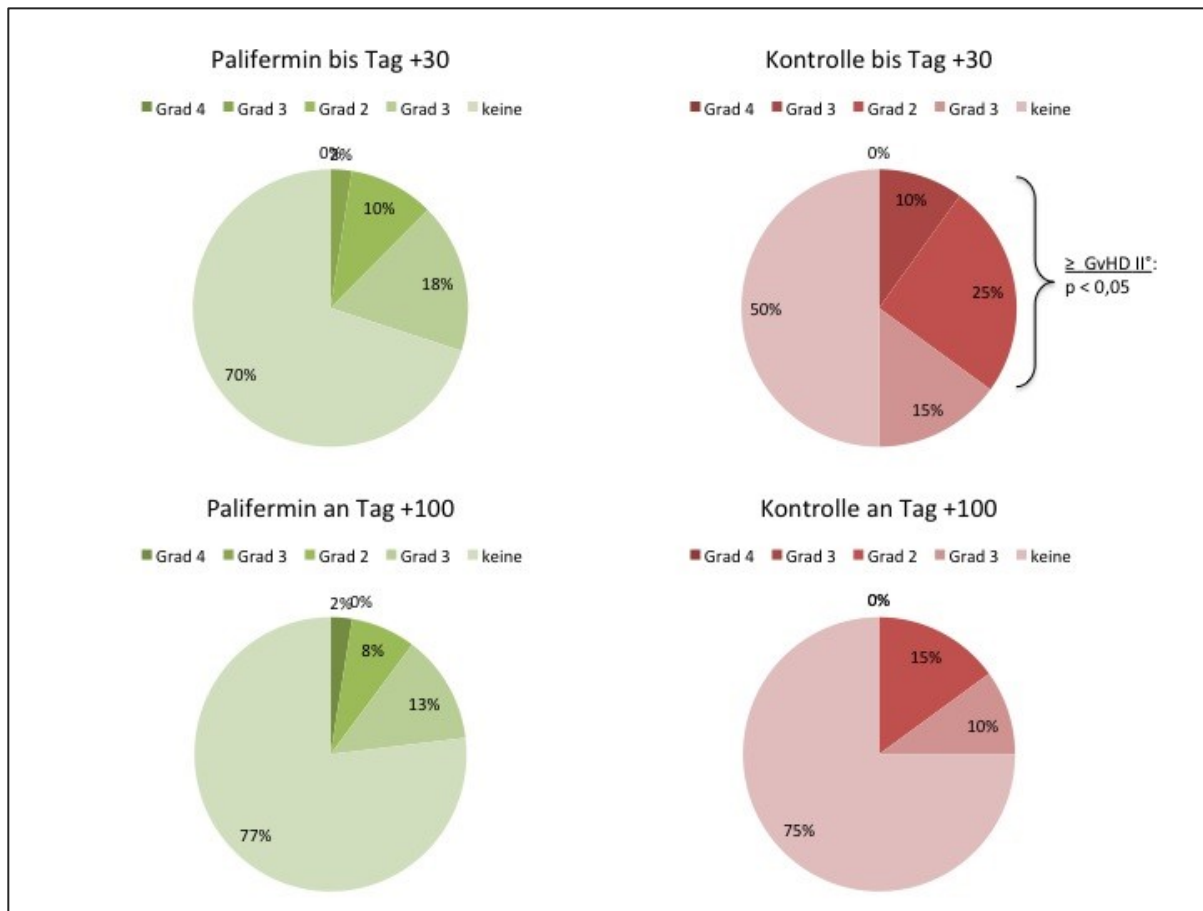 Palifermin bis Tag +30
Grad 4 Grad 3 Grad 2 Grad 3 keine
0%
10%
18%
70%
Kontrolle bis Tag +30
Grad 4 Grad 3 Grad 2 Grad 3 keine
0%
10%
25%
15%
50%
≥ GvHD II°:
p < 0,05
Palifermin an Tag +100
Grad 4 Grad 3 Grad 2 Grad 3 keine
2% 0%
8%
13%
77%
Kontrolle an Tag +100
Grad 4 Grad 3 Grad 2 Grad 3 keine
0%
15%
10%
75%